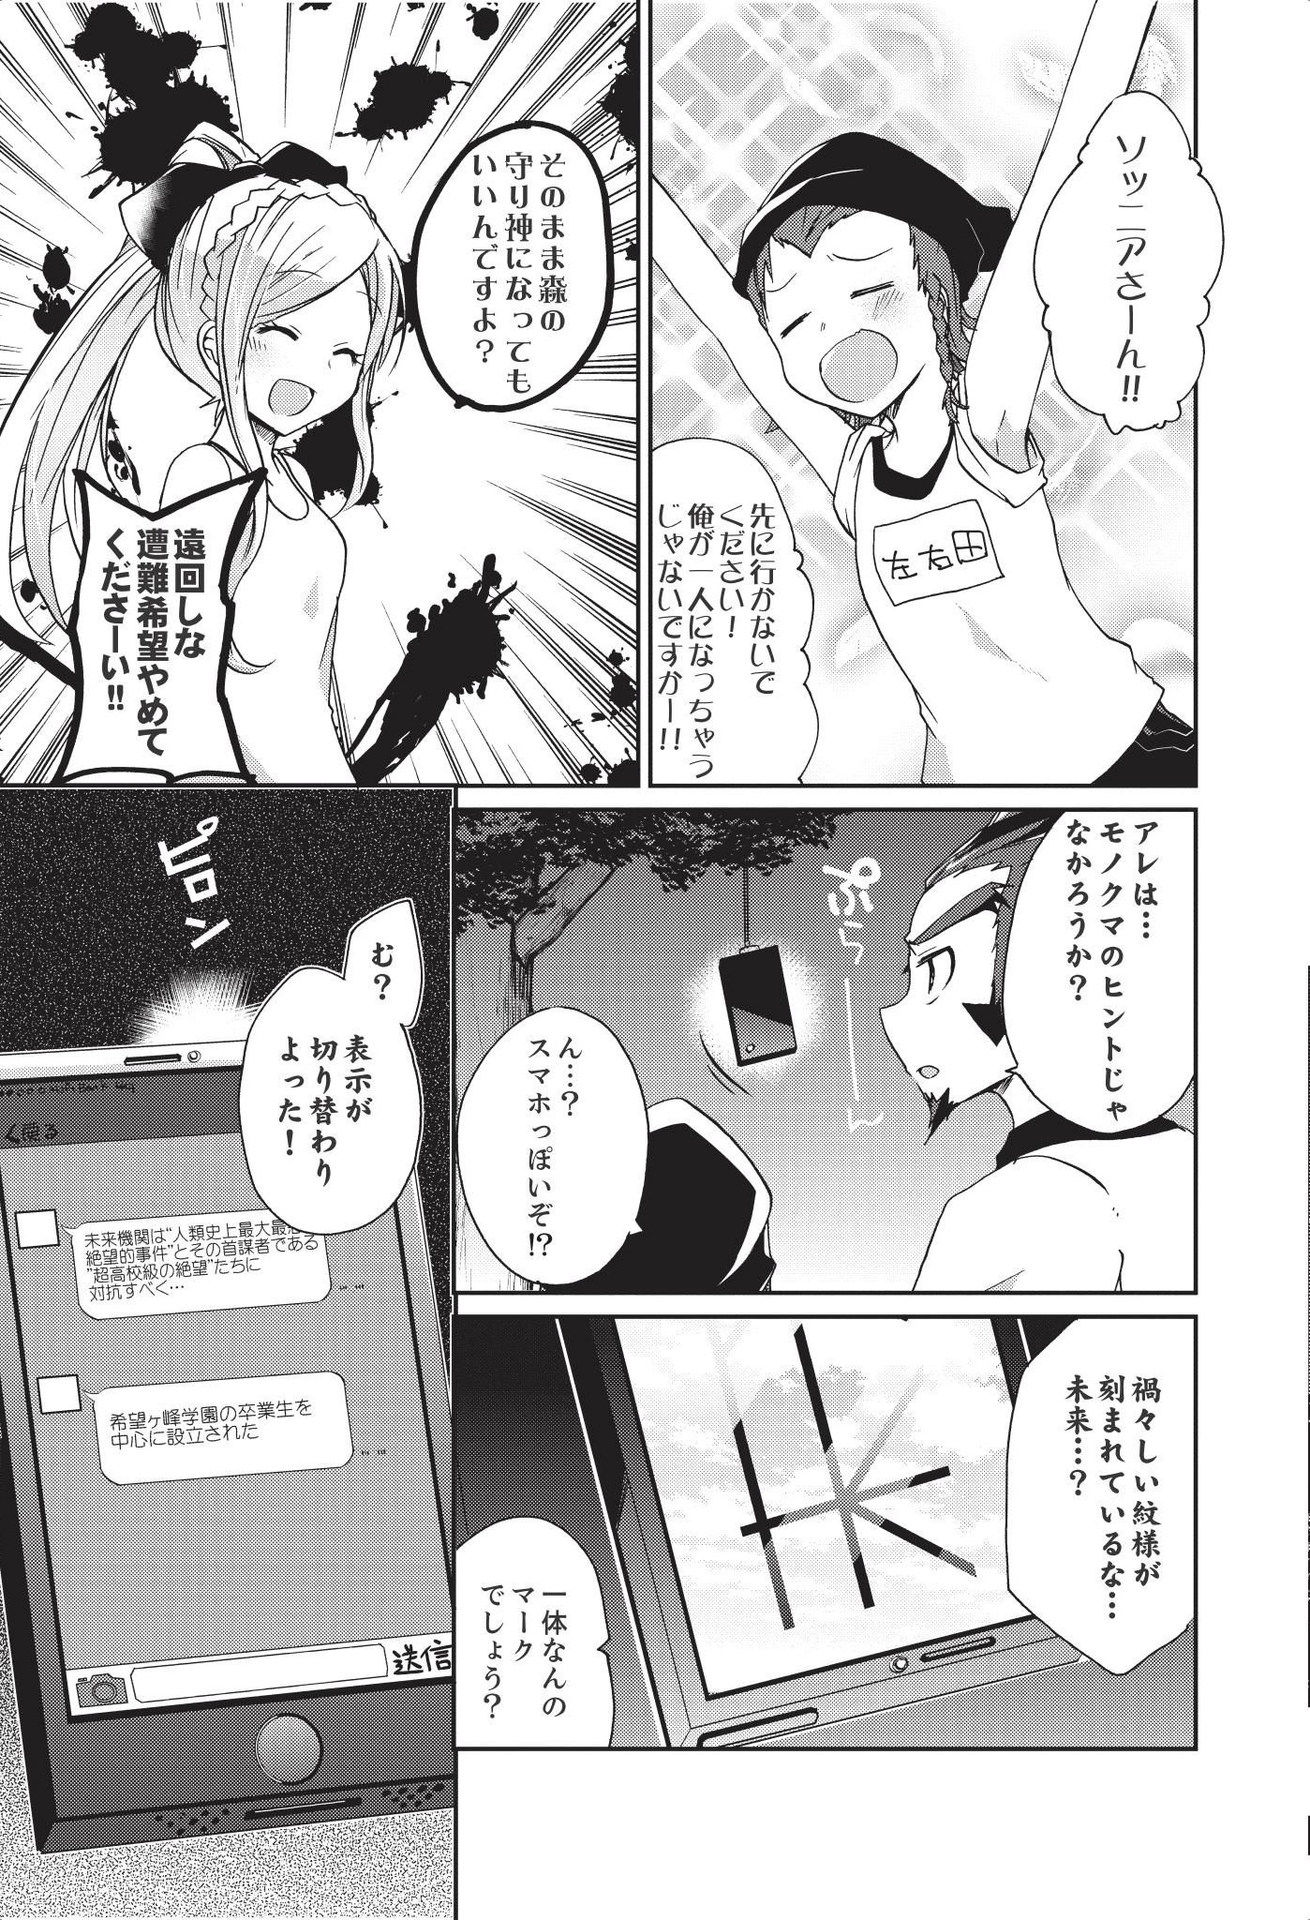 ソッニアさーん!!
左右田
先に行かないで
ください!
俺が一人になっちゃう
じゃないですかー!!
そのまま森の
守り神になっても
いいんですよ?
遠回しな
遭難希望やめて
くださーい!!
アレは…
モノクマのヒントじゃ
なかろうか?
ぷらーん
ん…?
スマホっぽいぞ!?
禍々しい紋様が
刻まれているな…
未来…?
一体なんの
マーク
でしょう?
ピロン
む?
表示が
切り替わり
よった!
く戻る
未来機関は"人類史上最大最悪
絶望的事件"とその首謀者である
"超高校級の絶望"たちに
対抗すべく…
希望ヶ峰学園の卒業生を
中心に設立された
送信